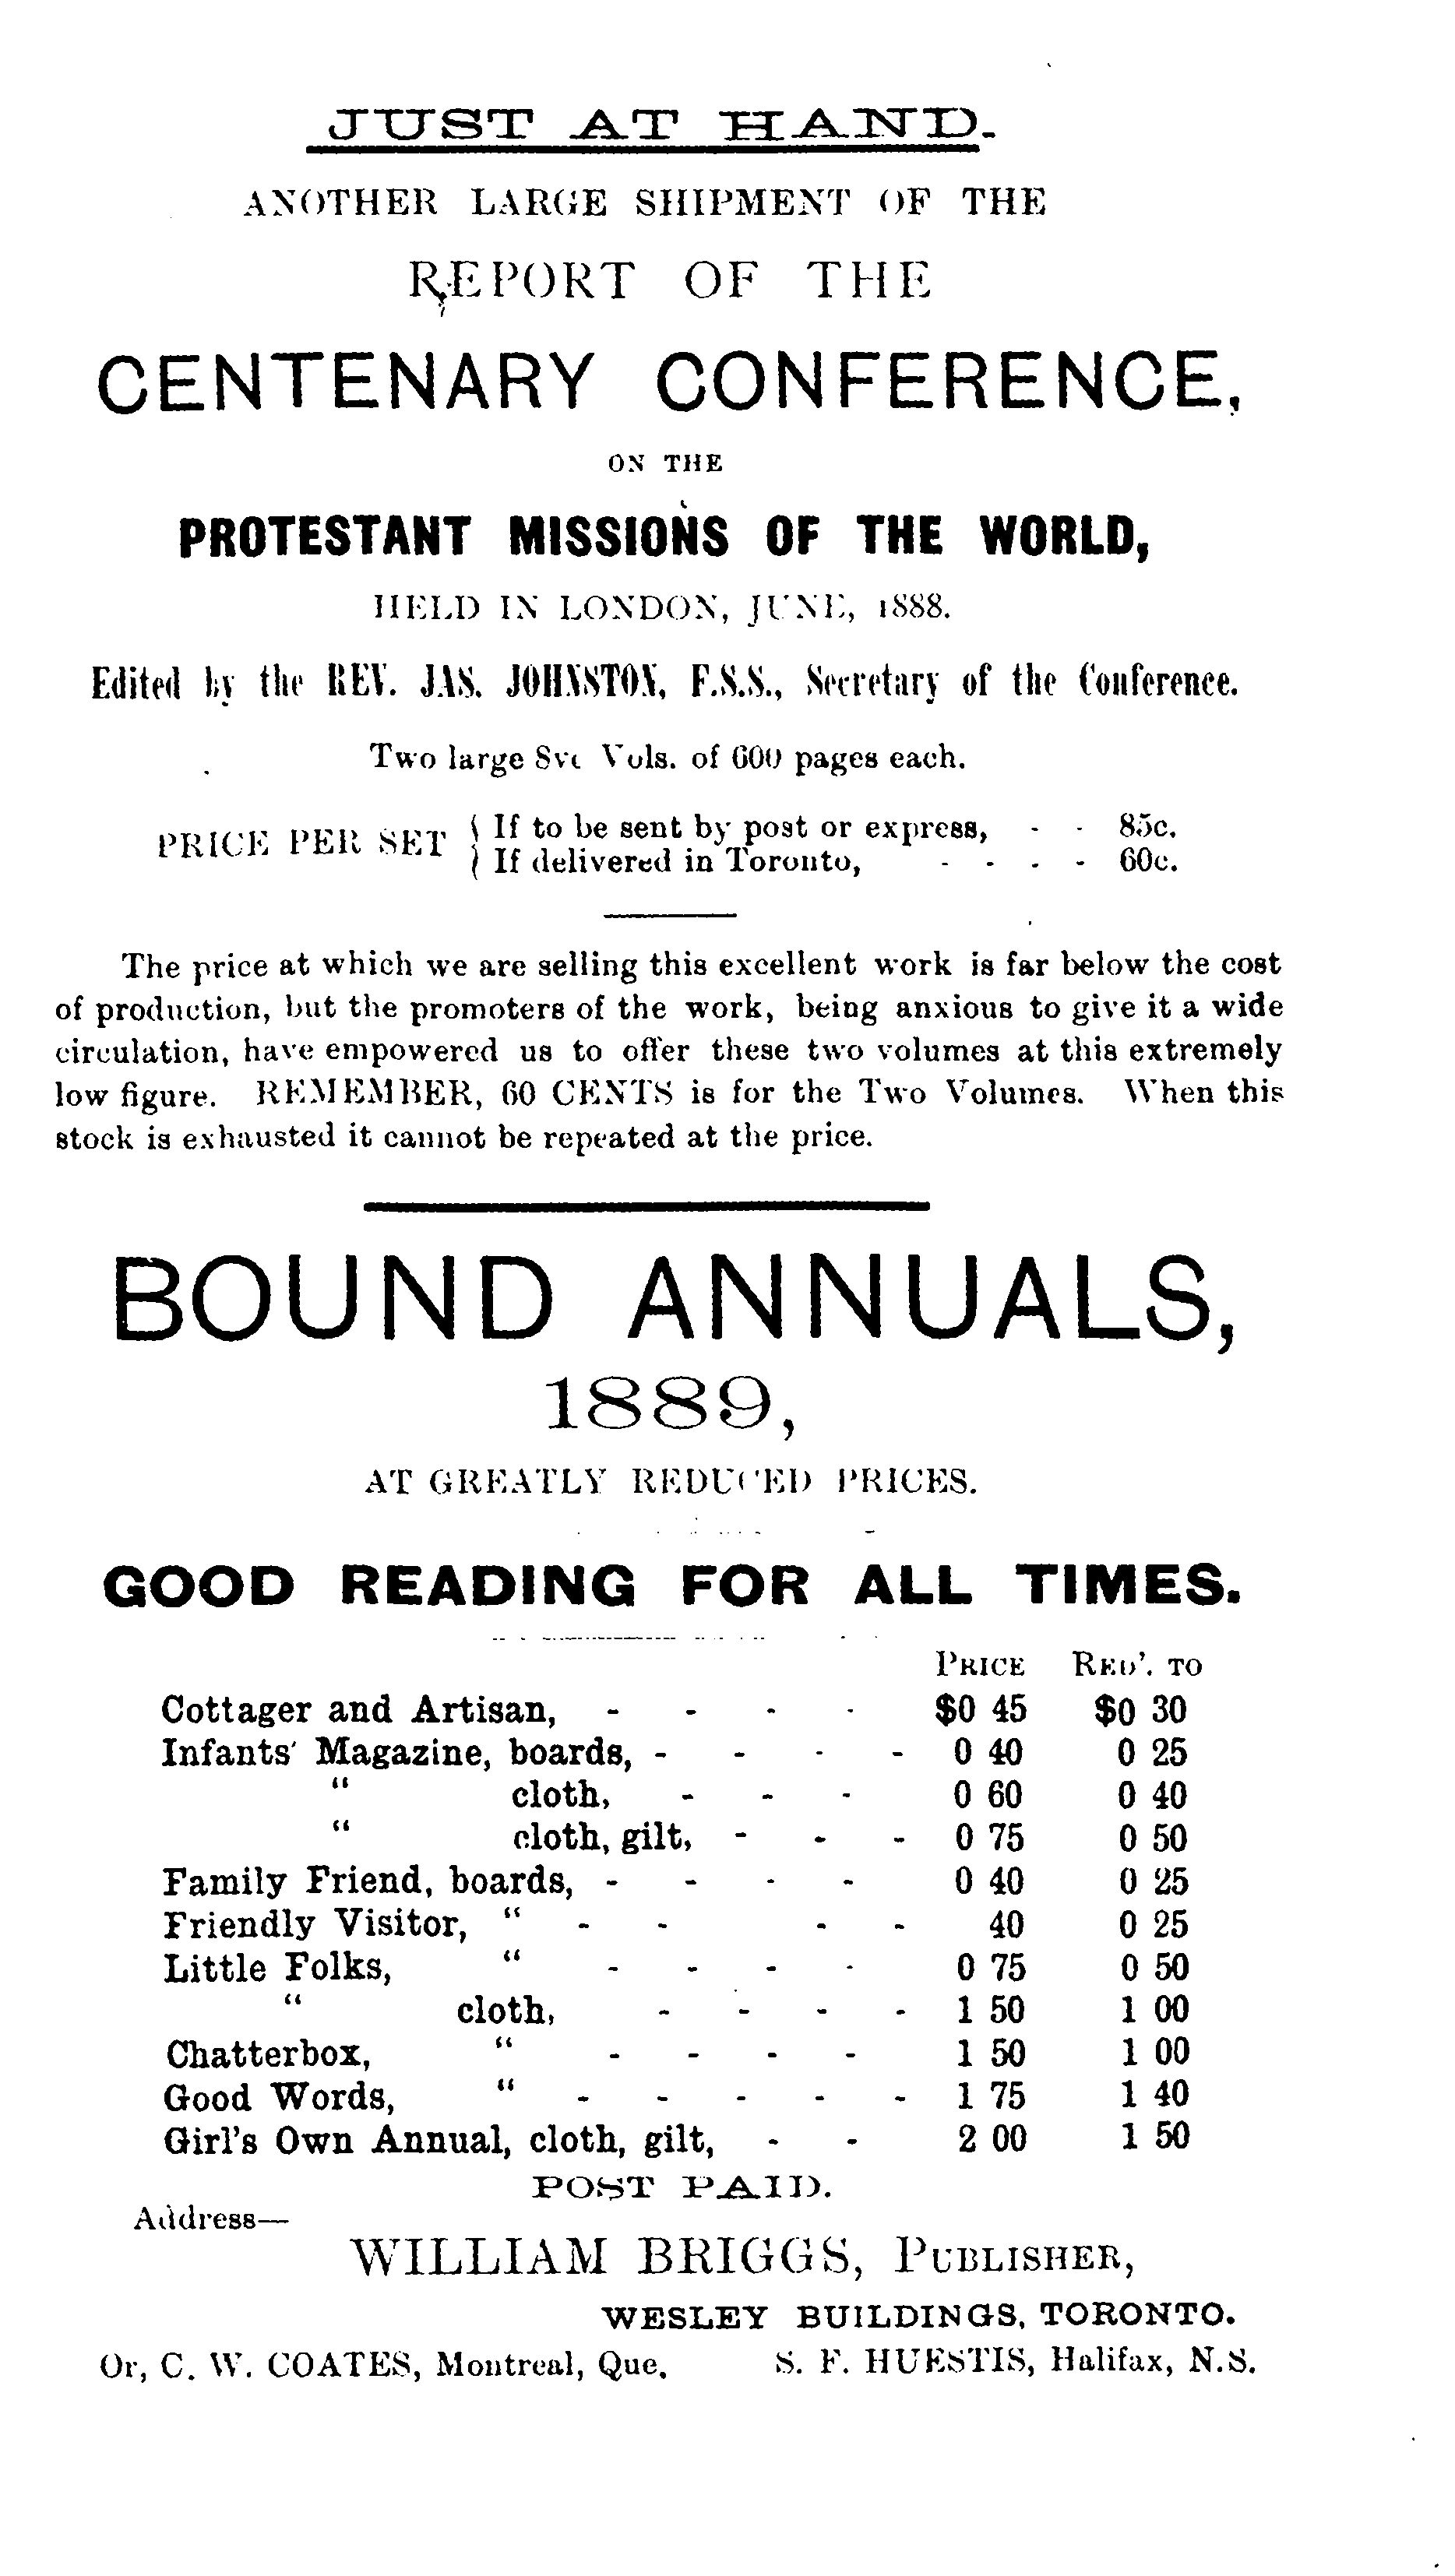 JUST AT HAND.
ANOTHER LARGE SHIPMENT OF THE
REPORT OF THE
CENTENARY CONFERENCE,
ON THE
PROTESTANT MISSIONS OF THE WORLD,
HELD IN LONDON, JUNE, 1888.
Edited by the REV. JAS. JOHNSTON, F.S.S., Secretary of the Conference.
Two large 8vo Vols. of 600 pages each.
PRICE PER SET { If to be sent by post or express, - - 85c.
If delivered in Toronto, - - - - 60c.
The price at which we are selling this excellent work is far below the cost
of production, but the promoters of the work, being anxious to give it a wide
circulation, have empowered us to offer these two volumes at this extremely
low figure. REMEMBER, 60 CENTS is for the Two Volumes. When this
stock is exhausted it cannot be repeated at the price.
BOUND ANNUALS,
1889,
AT GREATLY REDUCED PRICES.
GOOD READING FOR ALL TIMES.
PRICE RED'. TO
Cottager and Artisan, - - - - $0 45 $0 30
Infants' Magazine, boards, - - - - 0 40 0 25
" cloth, - - - 0 60 0 40
" cloth, gilt, - - - 0 75 0 50
Family Friend, boards, - - - - 0 40 0 25
Friendly Visitor, " - - - - 40 0 25
Little Folks, " - - - - 0 75 0 50
" cloth, - - - - 1 50 1 00
Chatterbox, " - - - - 1 50 1 00
Good Words, " - - - - - 1 75 1 40
Girl's Own Annual, cloth, gilt, - - 2 00 1 50
POST PAID.
Address—
WILLIAM BRIGGS, PUBLISHER,
WESLEY BUILDINGS, TORONTO.
Or, C. W. COATES, Montreal, Que. S. F. HUESTIS, Halifax, N.S.